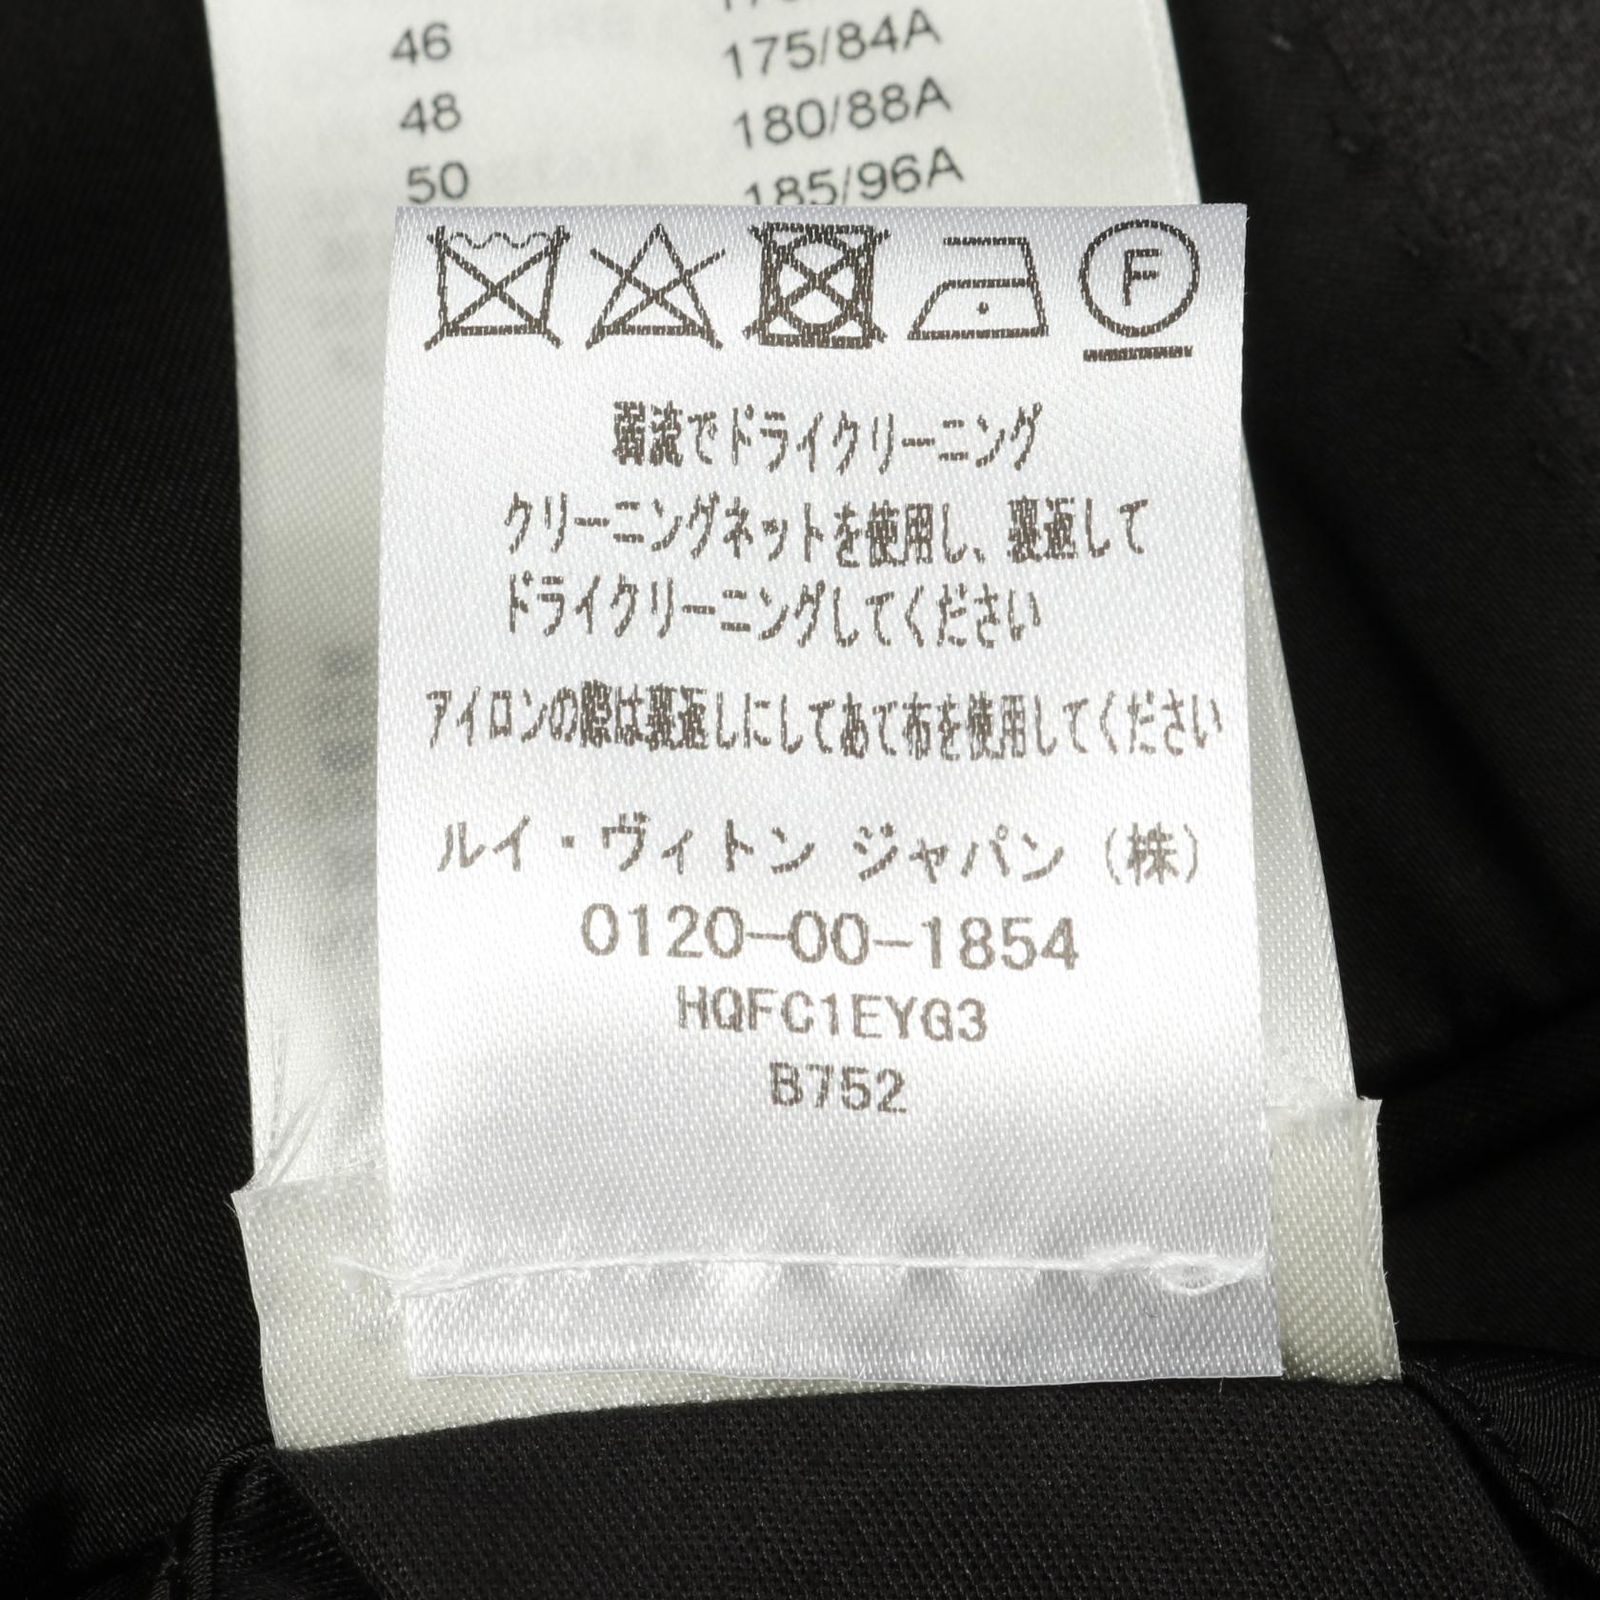 46 175/84A
48 180/88A
50 185/96A
F
弱流でドライクリーニング
クリーニングネットを使用し、裏返して
ドライクリーニングしてください
アイロンの際は裏返しにしてあて布を使用してください
ルイ・ヴィトン ジャパン（株）
0120-00-1854
HQFC1EYG3
B752